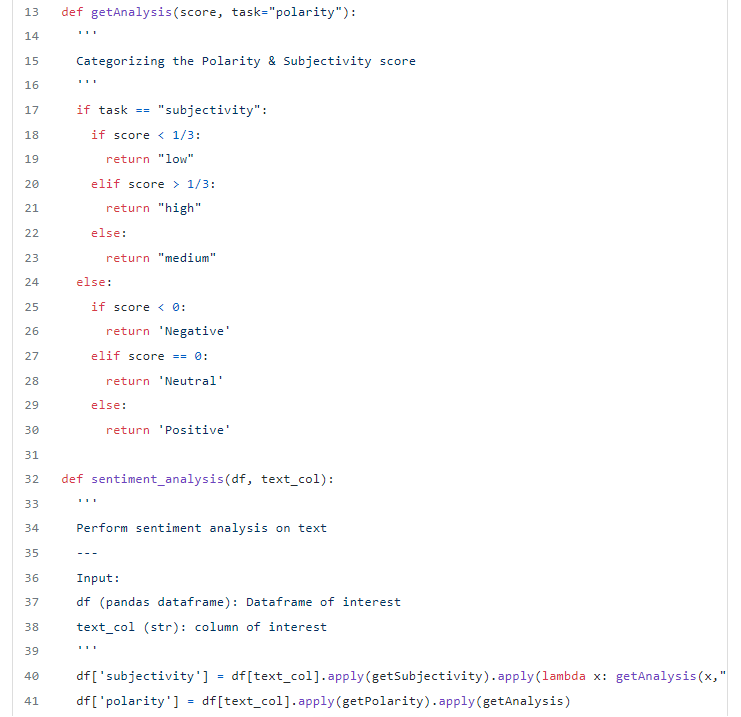 13 def getAnalysis(score, task="polarity"):
14 '''
15 Categorizing the Polarity & Subjectivity score
16 '''
17 if task == "subjectivity":
18 if score < 1/3:
19 return "low"
20 elif score > 1/3:
21 return "high"
22 else:
23 return "medium"
24 else:
25 if score < 0:
26 return 'Negative'
27 elif score == 0:
28 return 'Neutral'
29 else:
30 return 'Positive'
31
32 def sentiment_analysis(df, text_col):
33 '''
34 Perform sentiment analysis on text
35 ---
36 Input:
37 df (pandas dataframe): Dataframe of interest
38 text_col (str): column of interest
39 '''
40 df['subjectivity'] = df[text_col].apply(getSubjectivity).apply(lambda x: getAnalysis(x,"
41 df['polarity'] = df[text_col].apply(getPolarity).apply(getAnalysis)